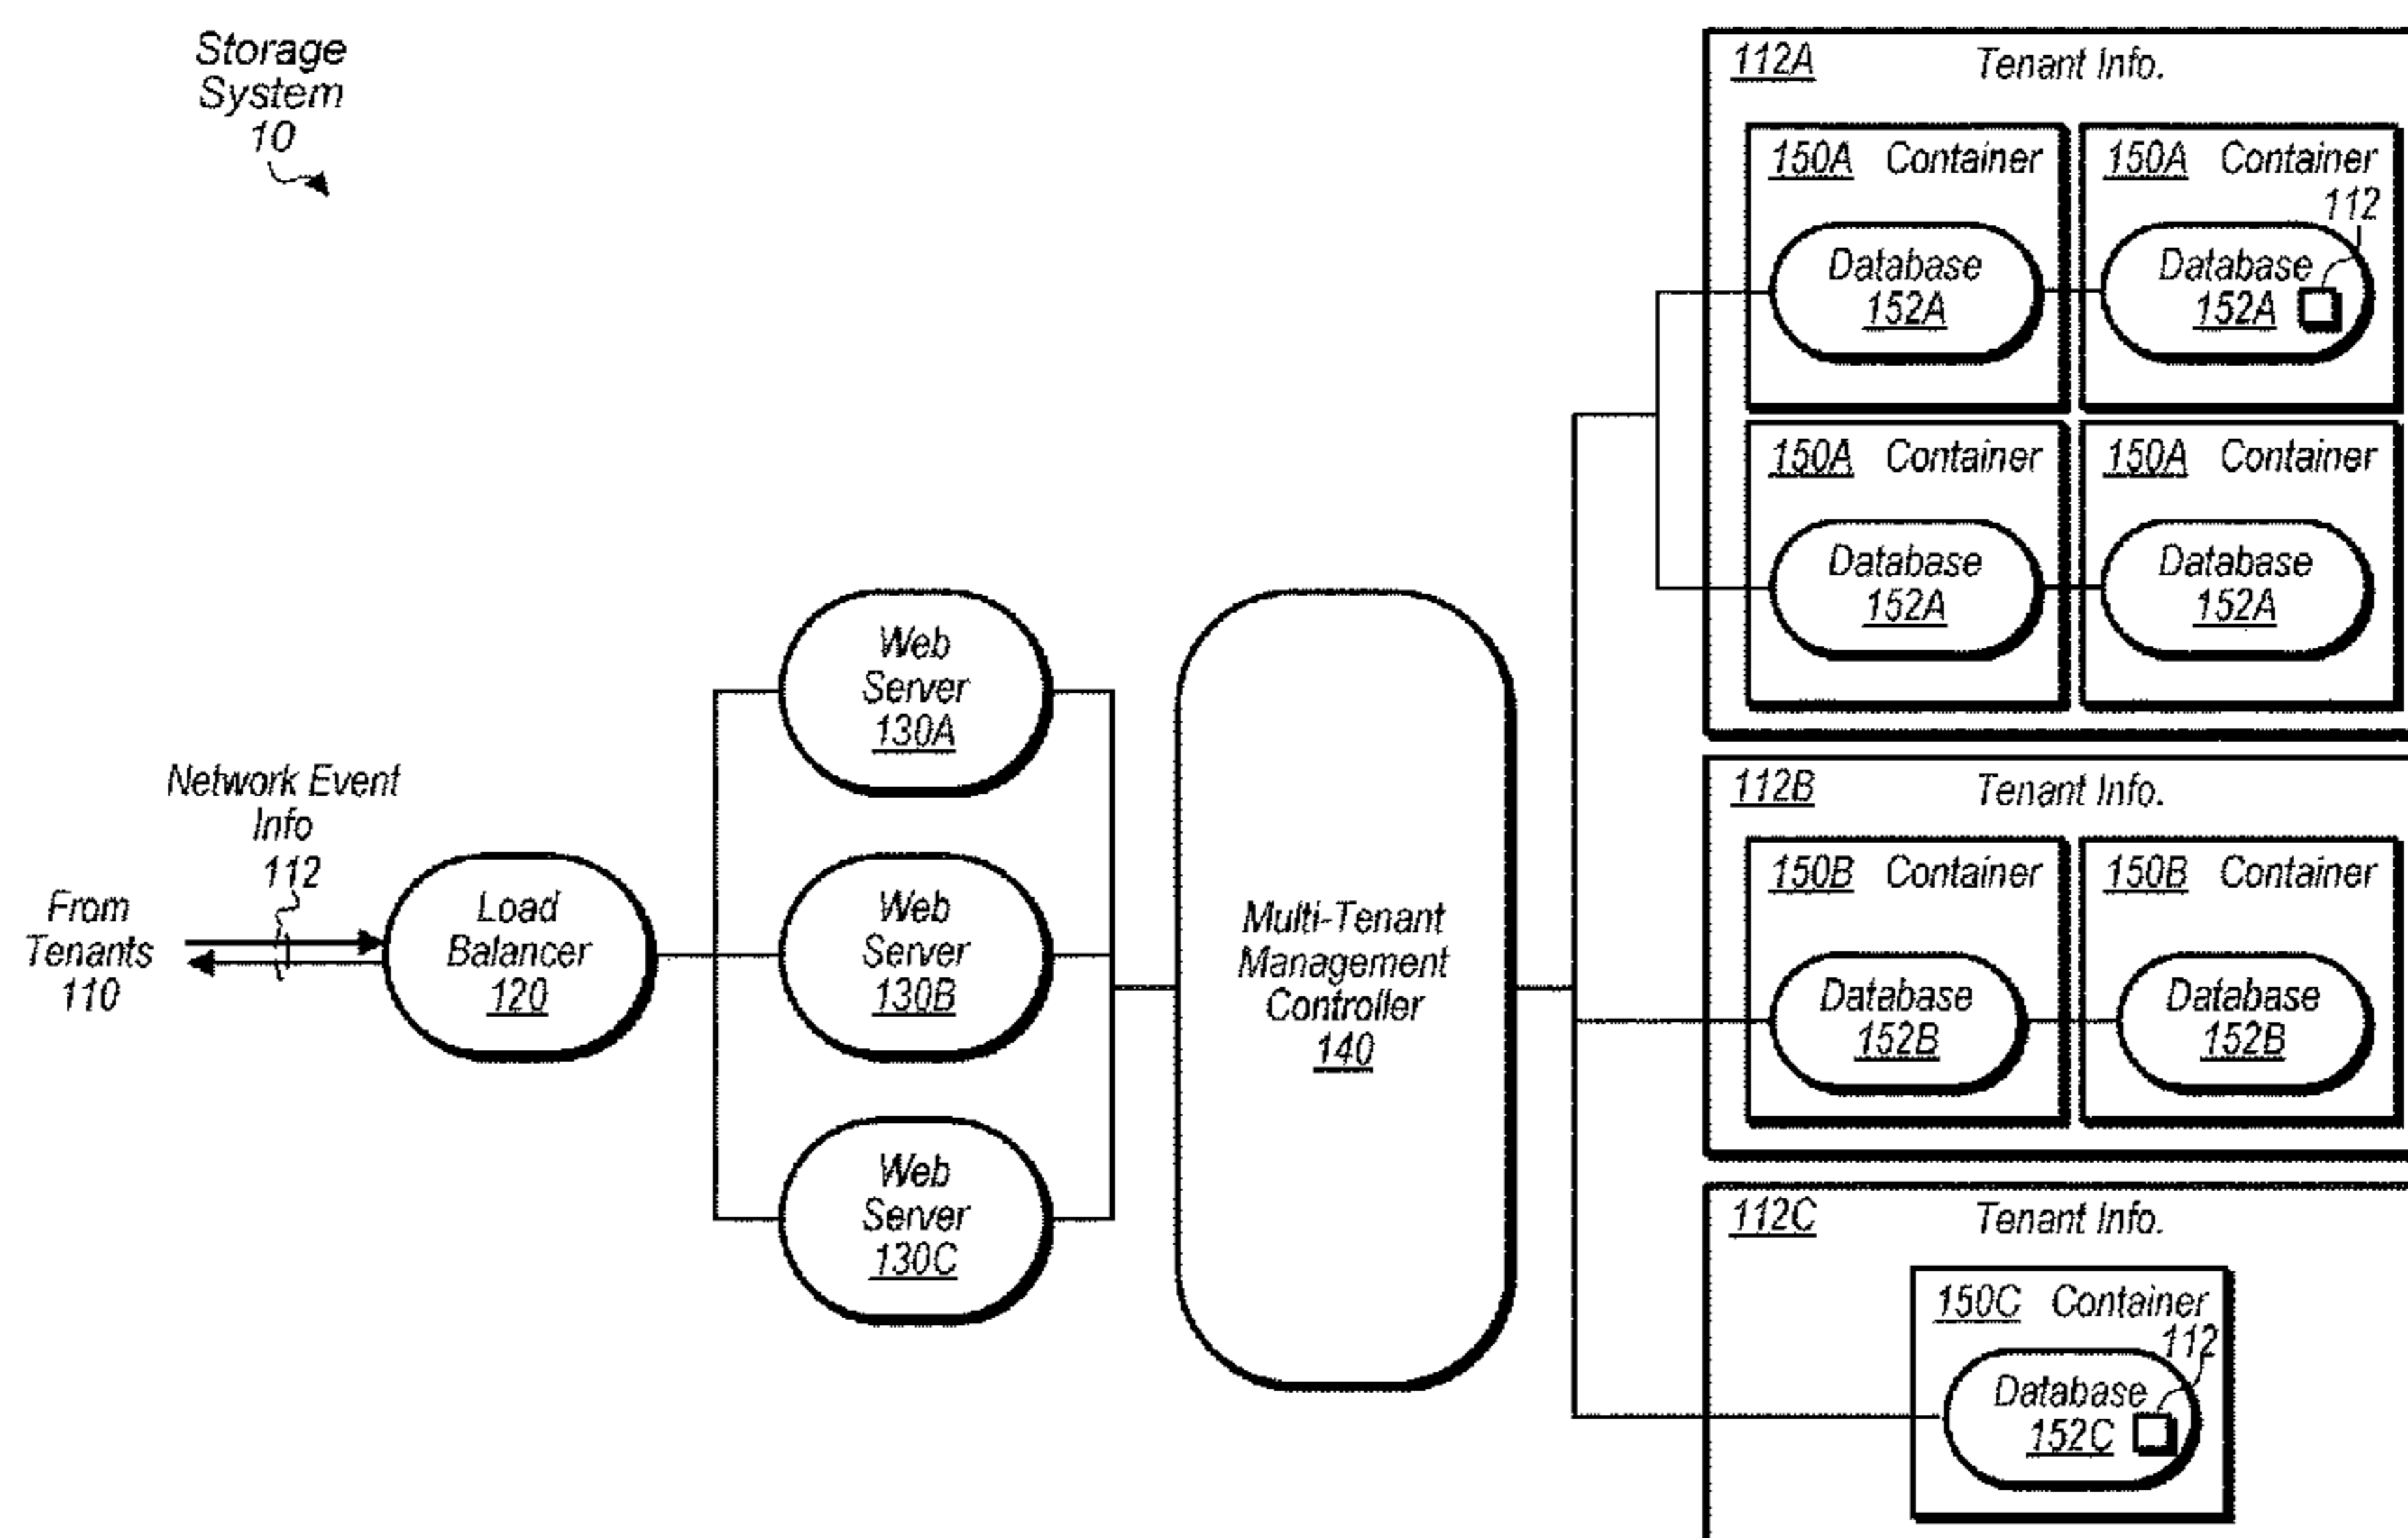 Storage
System
10
Network Event
Info
112
From
Tenants
110
Load
Balancer
120
Web
Server
130A
Web
Server
130B
Web
Server
130C
Multi-Tenant
Management
Controller
140
112A Tenant Info.
150A Container
Database
152A
150A Container
112
Database
152A
150A Container
Database
152A
150A Container
Database
152A
112B Tenant Info.
150B Container
Database
152B
150B Container
Database
152B
112C Tenant Info.
150C Container
112
Database
152C